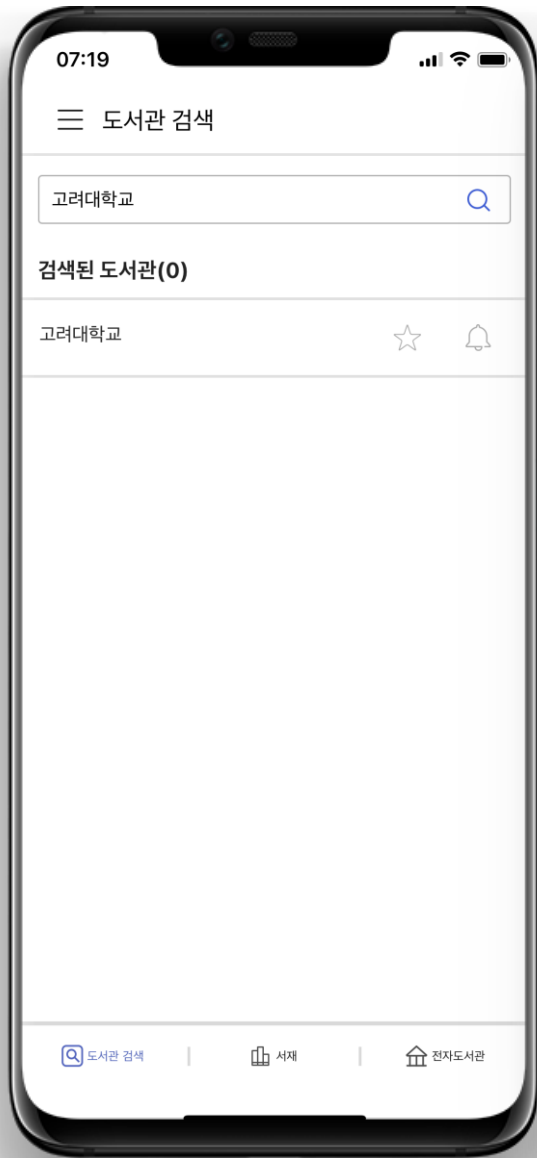 07:19
도서관 검색
고려대학교
검색된 도서관(0)
고려대학교
도서관 검색 | 서재 | 전자도서관